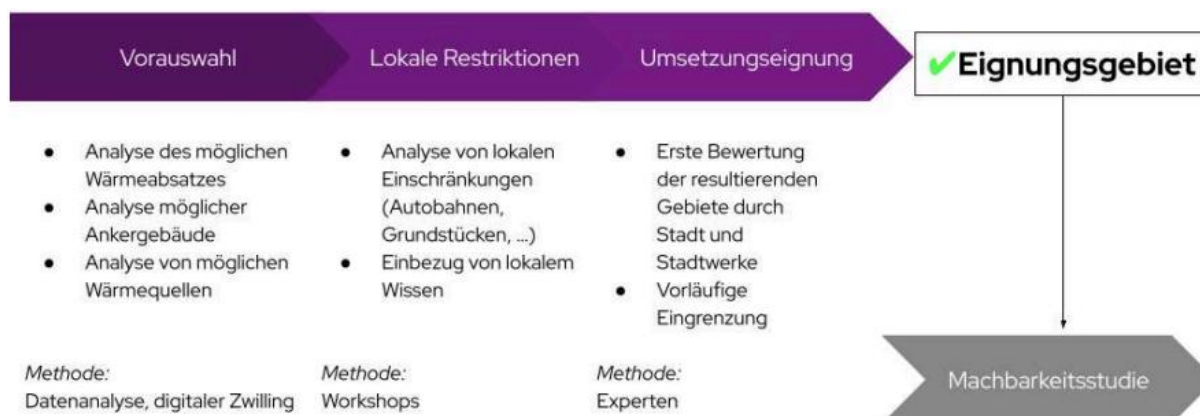 Vorauswahl
Lokale Restriktionen
Umsetzungseignung
✔Eignungsgebiet
● Analyse des möglichen
Wärmeabsatzes
● Analyse möglicher
Ankergebäude
● Analyse von möglichen
Wärmequellen
● Analyse von lokalen
Einschränkungen
(Autobahnen,
Grundstücken, ...)
● Einbezug von lokalem
Wissen
● Erste Bewertung
der resultierenden
Gebiete durch
Stadt und
Stadtwerke
● Vorläufige
Eingrenzung
Methode:
Datenanalyse, digitaler Zwilling
Methode:
Workshops
Methode:
Experten
Machbarkeitsstudie